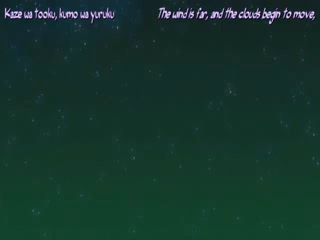 Kaze wa tooku, kumo wa yuruku
The wind is far, and the clouds begin to move,